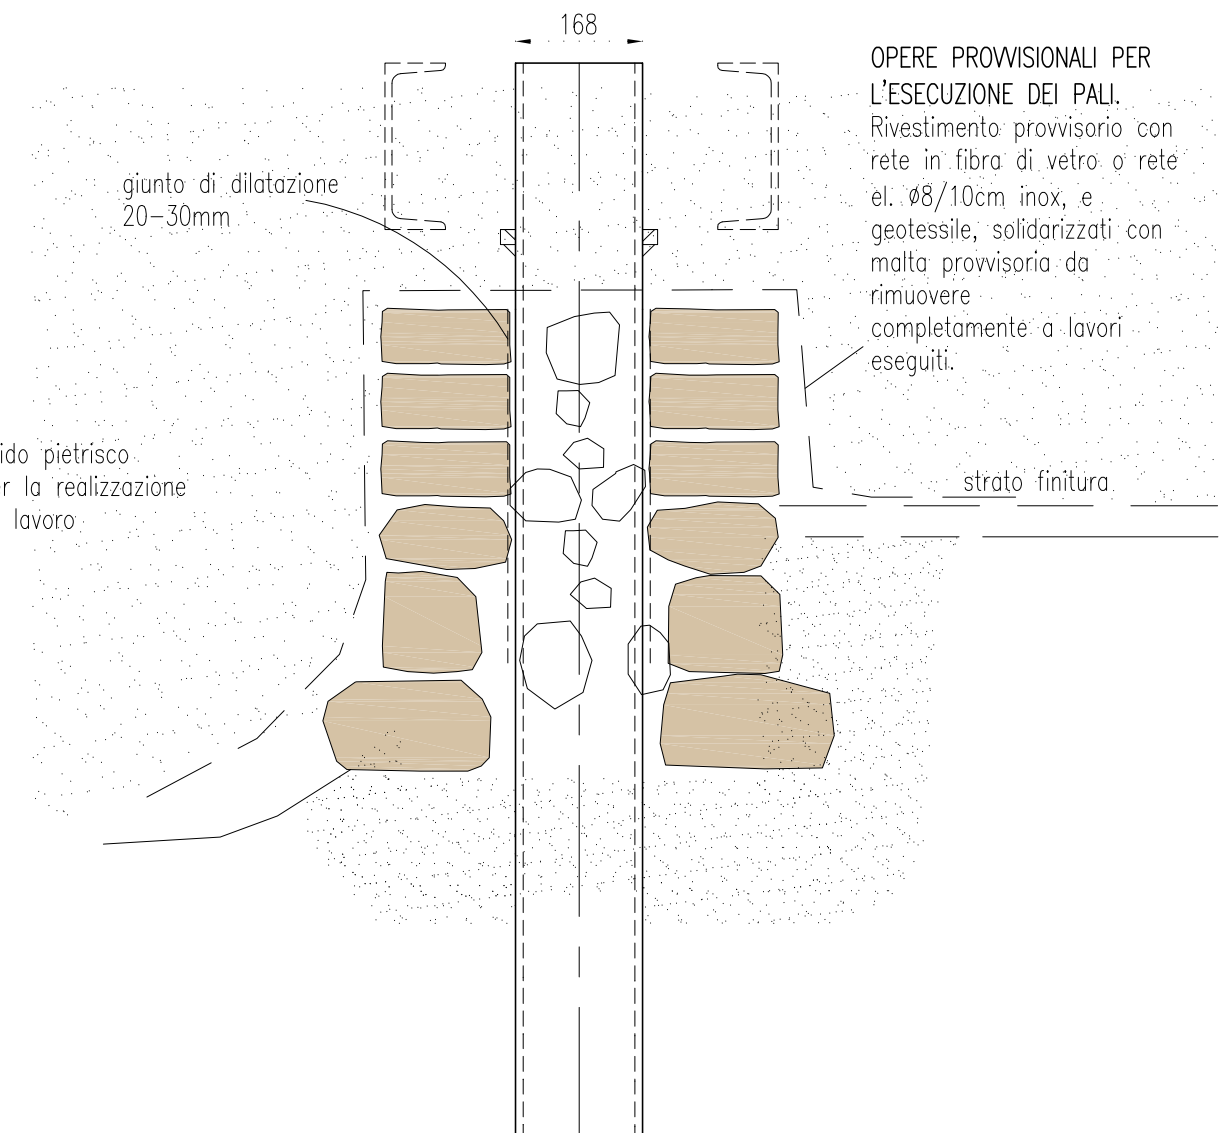 168
OPERE PROVVISIONALI PER
L'ESECUZIONE DEI PALI.
Rivestimento provvisorio con
rete in fibra di vetro o rete
el. Ø8/10cm inox, e
geotessile, solidarizzati con
malta provvisoria da
rimuovere
completamente a lavori
eseguiti.
giunto di dilatazione
20-30mm
ido pietrisco
r la realizzazione
lavoro
strato finitura